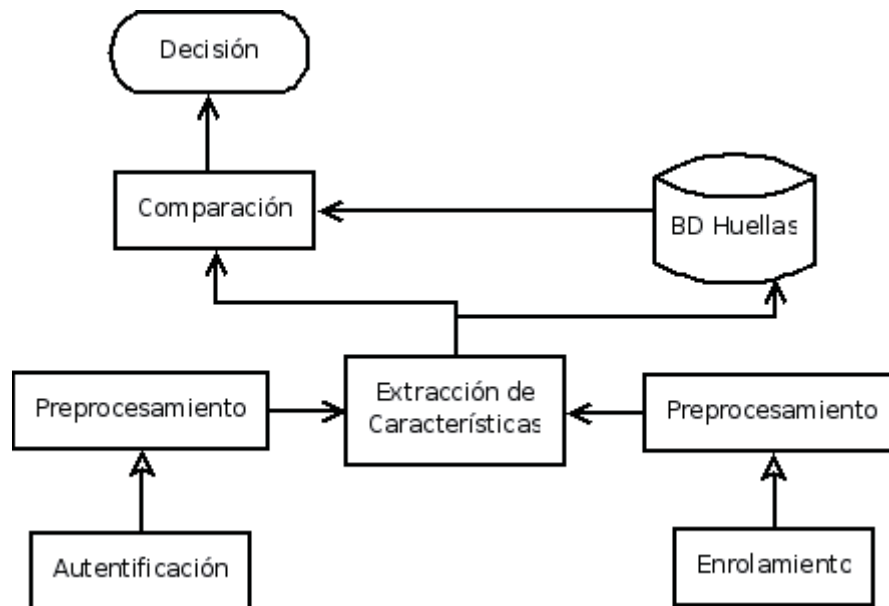 Decisión
Comparación
BD Huellas
Preprocesamiento
Extracción de
Características
Preprocesamiento
Autentificación
Enrolamiento